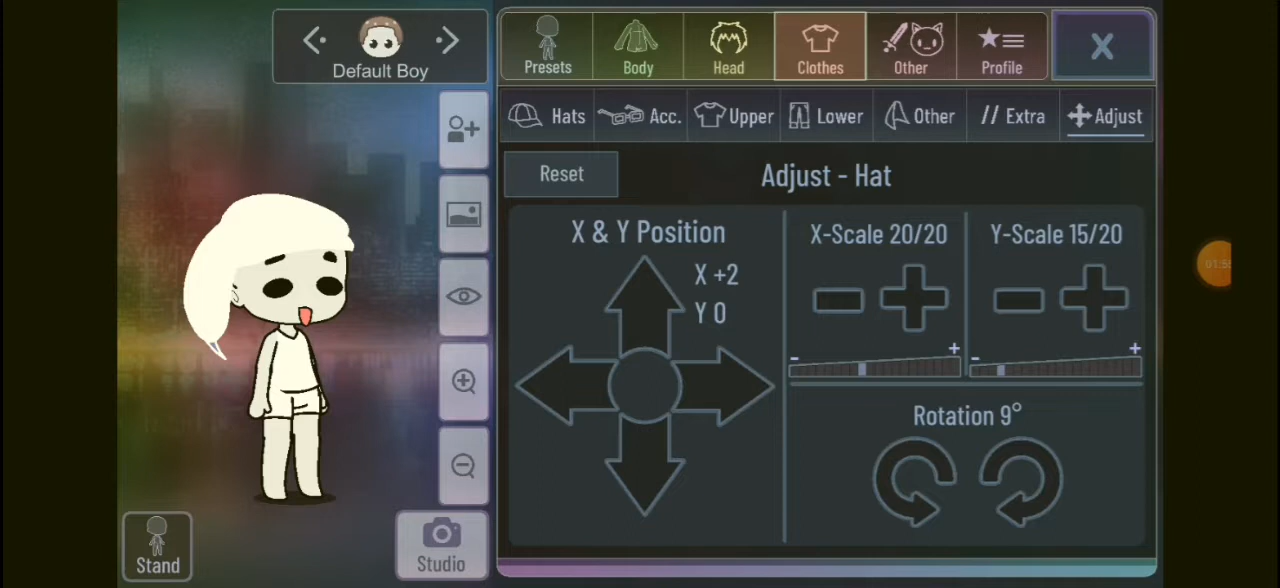 Default Boy
Presets
Body
Head
Clothes
Other
Profile
X
Hats
Acc.
Upper
Lower
Other
Extra
Adjust
Reset
Adjust - Hat
X & Y Position
X +2
Y 0
X-Scale 20/20
Y-Scale 15/20
- +
- +
Rotation 9°
Stand
Studio